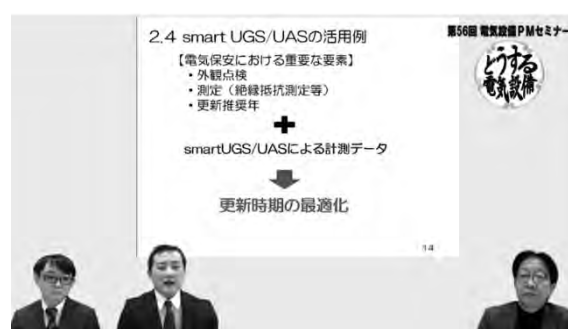 2.4 smart UGS/UASの活用例
【電気保安における重要な要素】
・外観点検
・測定(絶縁抵抗測定等)
・更新推奨年
+
smartUGS/UASによる計測データ
更新時期の最適化
14
第56回 電気設備PMセミナー
どうする
電気設備